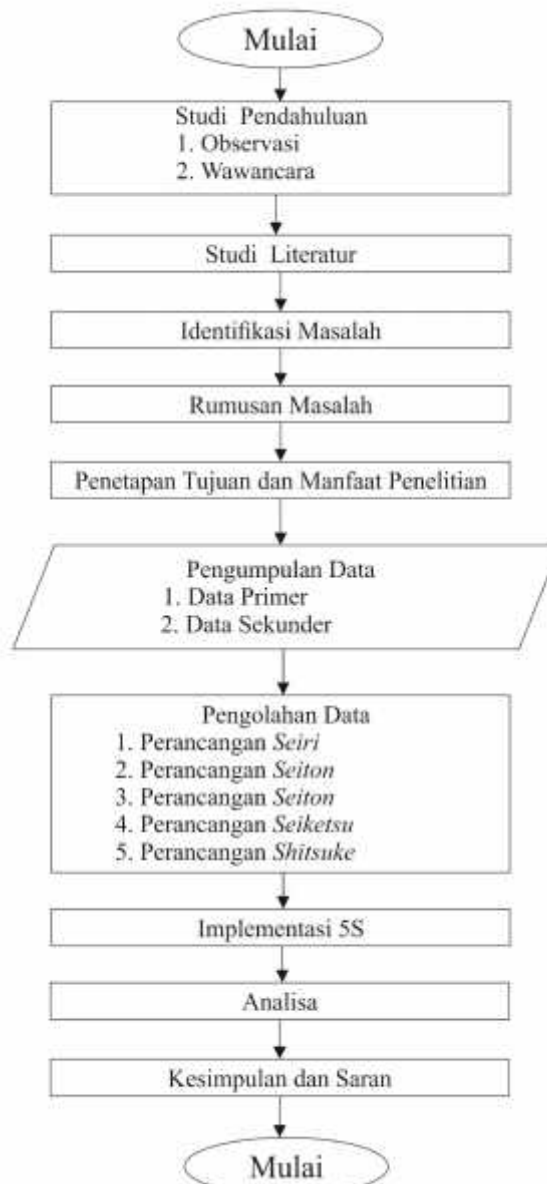 Mulai
Studi Pendahuluan
1. Observasi
2. Wawancara
Studi Literatur
Identifikasi Masalah
Rumusan Masalah
Penetapan Tujuan dan Manfaat Penelitian
Pengumpulan Data
1. Data Primer
2. Data Sekunder
Pengolahan Data
1. Perancangan Seiri
2. Perancangan Seiton
3. Perancangan Seiton
4. Perancangan Seiketsu
5. Perancangan Shitsuke
Implementasi 5S
Analisa
Kesimpulan dan Saran
Mulai